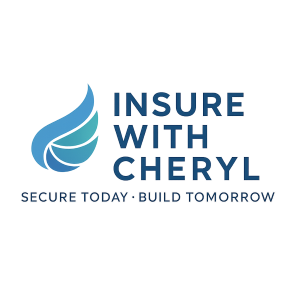 INSURE
WITH
CHERYL
SECURE TODAY · BUILD TOMORROW